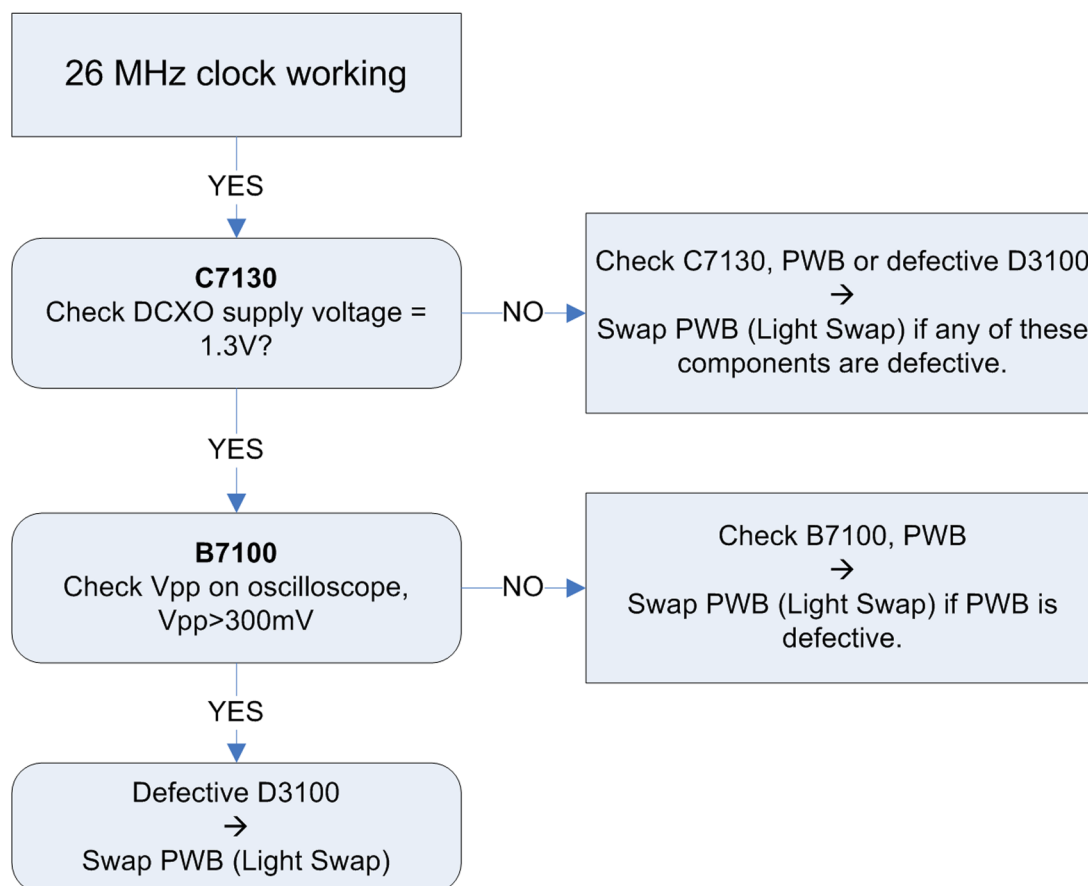 26 MHz clock working
YES
C7130
Check DCXO supply voltage =
1.3V?
NO
Check C7130, PWB or defective D3100
→
Swap PWB (Light Swap) if any of these
components are defective.
YES
B7100
Check Vpp on oscilloscope,
Vpp>300mV
NO
Check B7100, PWB
→
Swap PWB (Light Swap) if PWB is
defective.
YES
Defective D3100
→
Swap PWB (Light Swap)